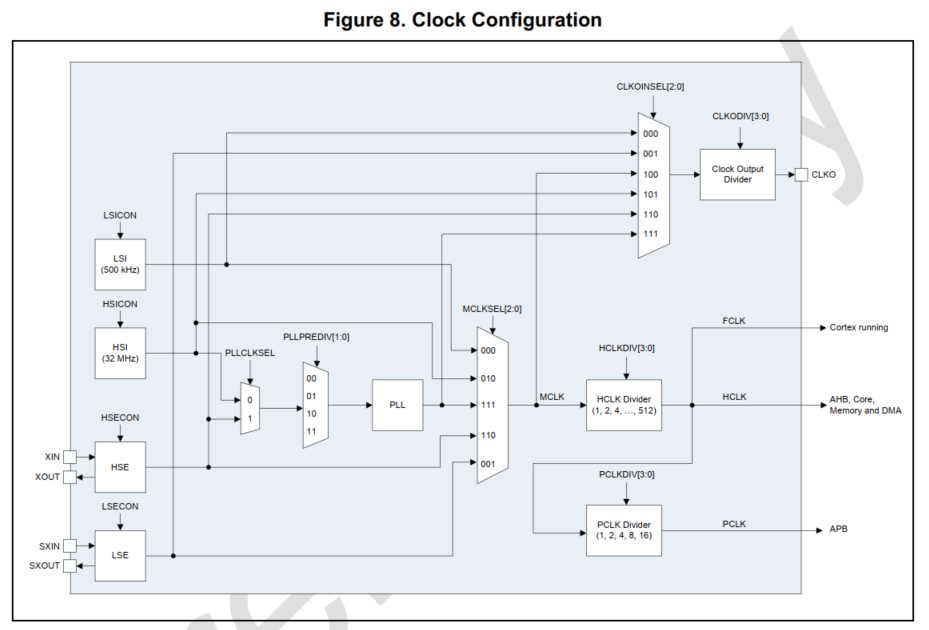 Figure 8. Clock Configuration
CLKOINSEL[2:0]
CLKODIV[3:0]
000
001
100
101
110
111
Clock Output
Divider
CLKO
LSICON
LSI
(500 kHz)
HSICON
HSI
(32 MHz)
PLLCLKSEL
0
1
PLLPREDIV[1:0]
00
01
10
11
PLL
MCLKSEL[2:0]
000
010
111
110
001
MCLK
HCLKDIV[3:0]
HCLK Divider
(1, 2, 4, …, 512)
FCLK
Cortex running
HCLK
AHB, Core,
Memory and DMA
HSECON
XIN
XOUT
HSE
PCLKDIV[3:0]
PCLK Divider
(1, 2, 4, 8, 16)
PCLK
APB
LSECON
SXIN
SXOUT
LSE